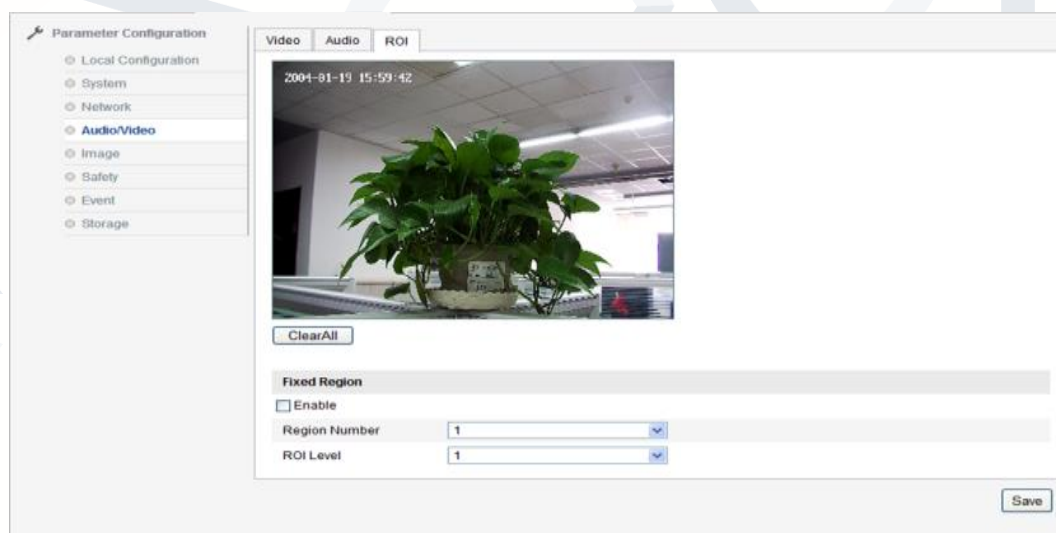 Parameter Configuration
Local Configuration
System
Network
Audio/Video
Image
Safety
Event
Storage
Video Audio ROI
2004-01-19 15:59:42
ClearAll
Fixed Region
Enable
Region Number 1
ROI Level 1
Save